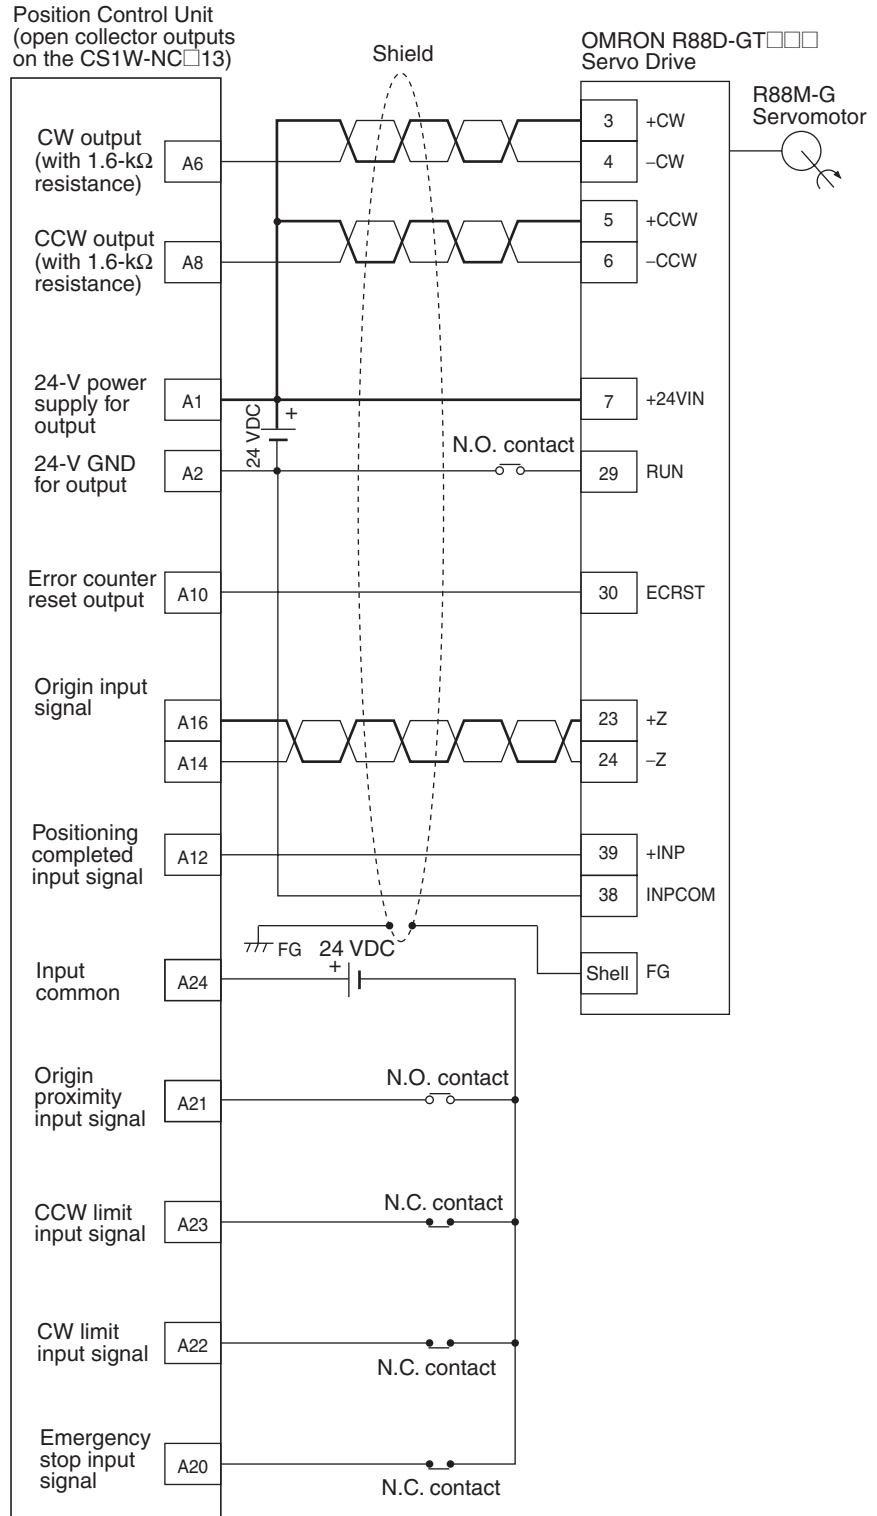 Position Control Unit
(open collector outputs
on the CS1W-NC□13)
Shield
OMRON R88D-GT□□□
Servo Drive
R88M-G
Servomotor
CW output
(with 1.6-kΩ
resistance)
A6
3 +CW
4 −CW
CCW output
(with 1.6-kΩ
resistance)
A8
5 +CCW
6 −CCW
24-V power
supply for
output
A1
24 VDC
+
7 +24VIN
24-V GND
for output
A2
N.O. contact
29 RUN
Error counter
reset output
A10
30 ECRST
Origin input
signal
A16
A14
23 +Z
24 −Z
Positioning
completed
input signal
A12
39 +INP
38 INPCOM
FG
24 VDC
+
Shell FG
Input
common
A24
Origin
proximity
input signal
A21
N.O. contact
CCW limit
input signal
A23
N.C. contact
CW limit
input signal
A22
N.C. contact
Emergency
stop input
signal
A20
N.C. contact